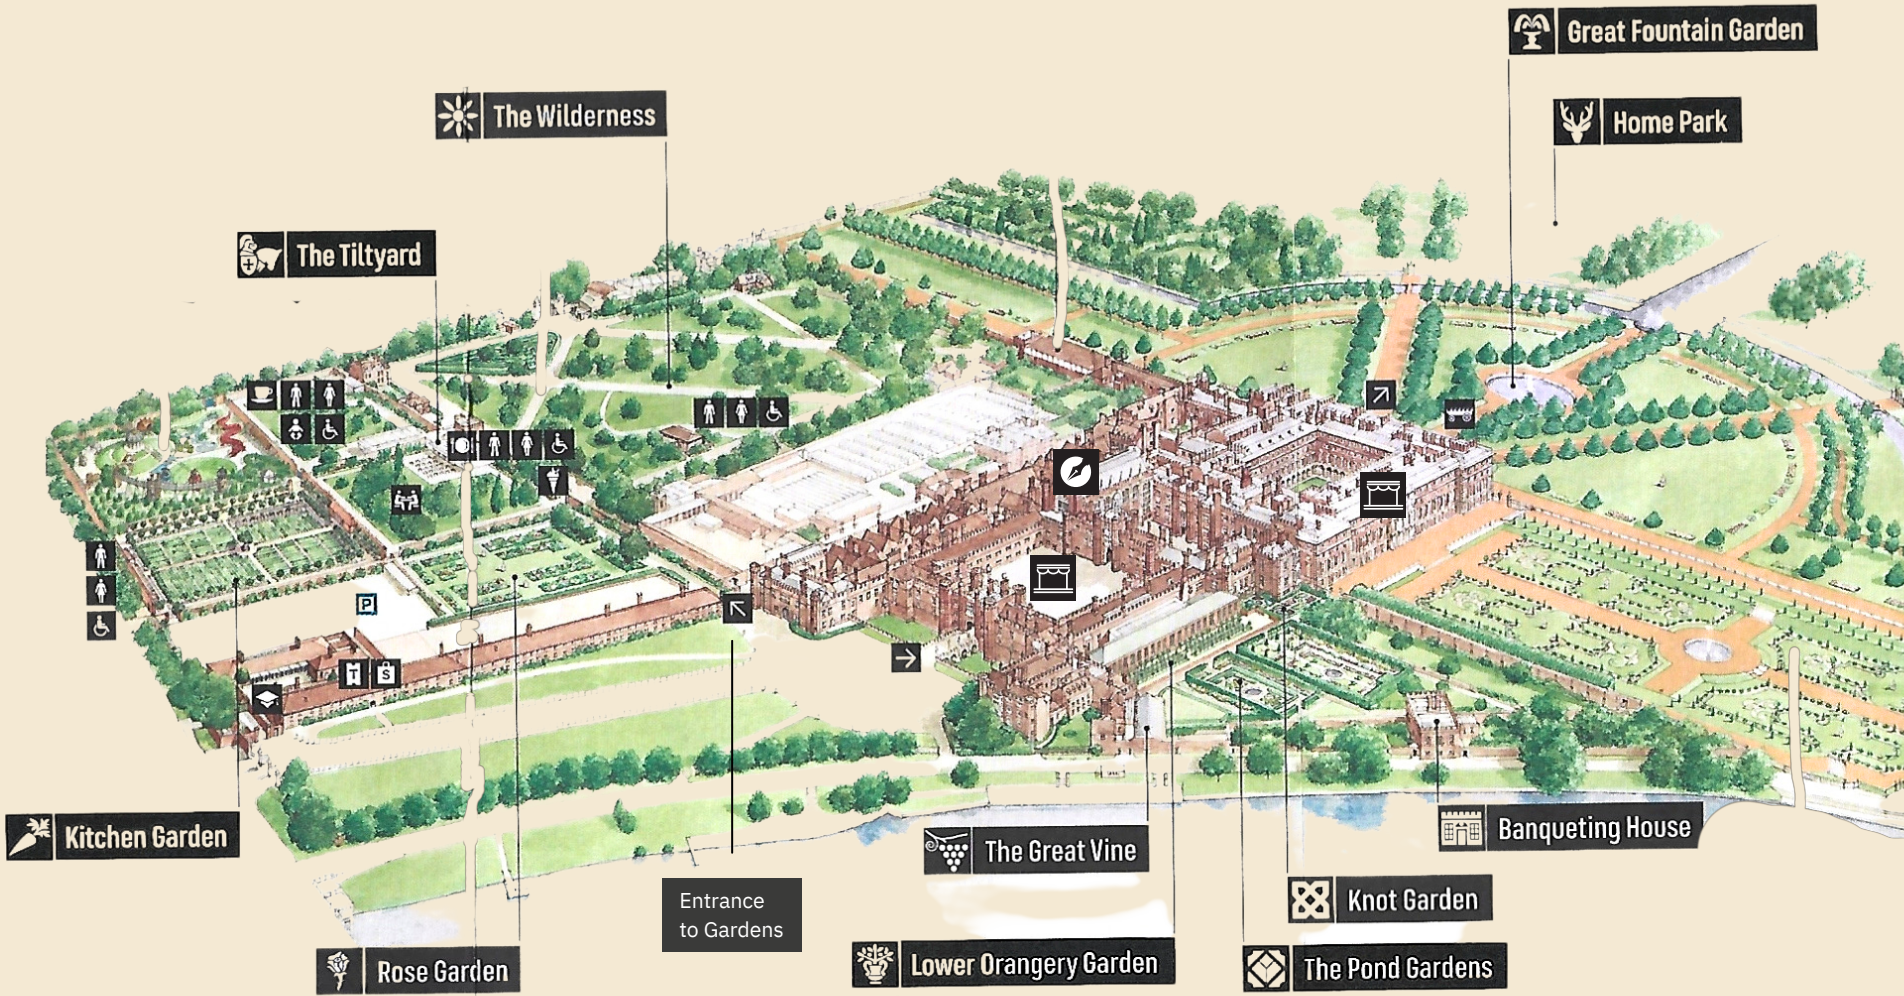 Great Fountain Garden
Home Park
The Wilderness
The Tiltyard
P
T
S
Kitchen Garden
Rose Garden
Entrance
to Gardens
The Great Vine
Lower Orangery Garden
Banqueting House
Knot Garden
The Pond Gardens